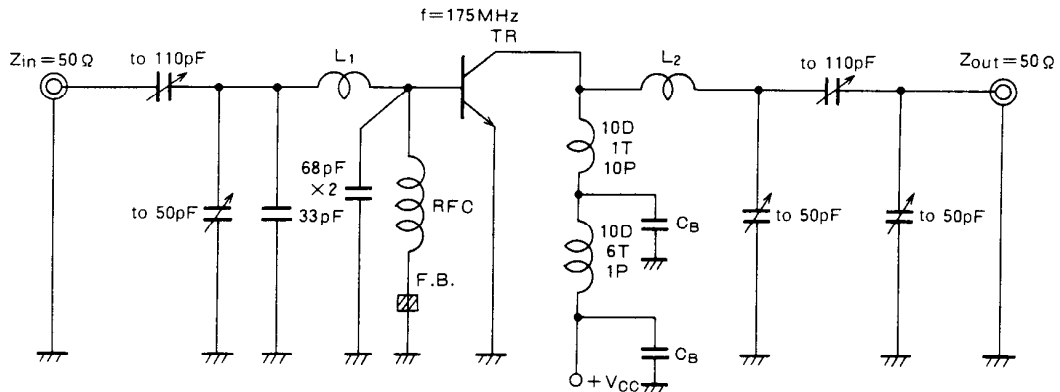 f=175MHz
TR
Zin=50Ω
to 110pF
L1
L2
to 110pF
Zout=50Ω
10D
1T
10P
68pF
×2
to 50pF
33pF
RFC
CB
10D
6T
1P
to 50pF
to 50pF
F.B.
CB
+VCC